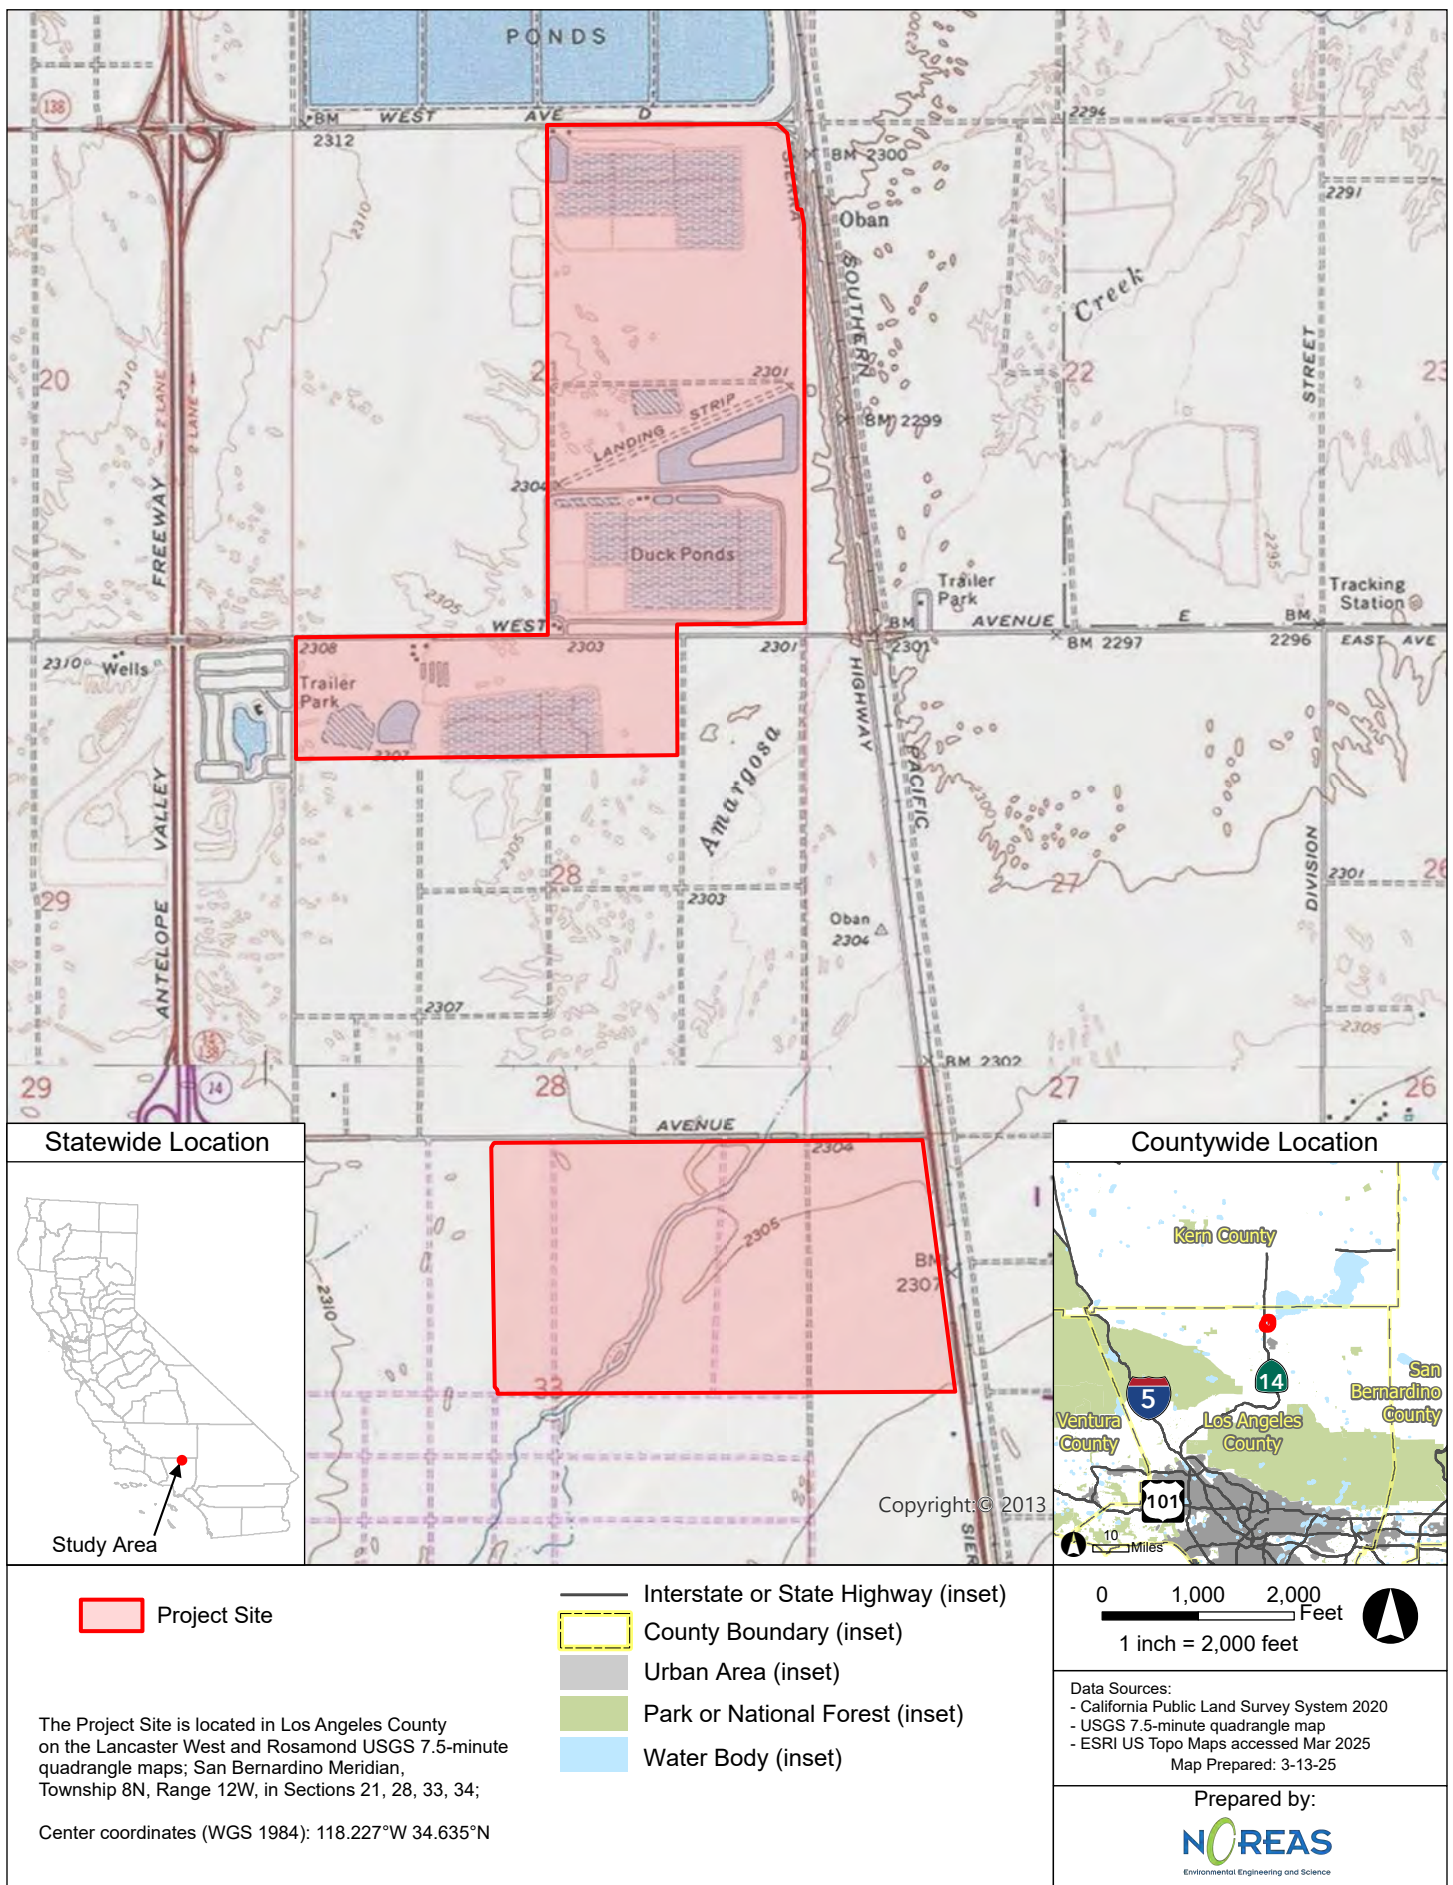 PONDS
138
BM
WEST AVE D
2312
2294
BM 2300
SIERRA
2310
Oban
2291
Creek
SOUTHERN
STREET
20
2310
2 LANE
2 LANE
21
2301
22
23
LANDING STRIP
BM 2299
2304
FREEWAY
Duck Ponds
2295
2305
Trailer
Park
Tracking
Station
WEST
BM
AVENUE E
BM
2308
2303
2301
2301
BM 2297
2296
EAST AVE
2310
Wells
Trailer
Park
HIGHWAY
2307
Amargosa
PACIFIC
VALLEY
2300
2305
28
27
DIVISION
2301
26
29
2303
ANTELOPE
Oban
2304
2307
2305
14
138
BM 2302
29
14
28
27
26
AVENUE
2304
2305
BM
2307
2310
33
SIER
Copyright:© 2013
Statewide Location
Study Area
Countywide Location
Kern County
14
5
San
Bernardino
County
Ventura
County
Los Angeles
County
101
10
Miles
Project Site
Interstate or State Highway (inset)
County Boundary (inset)
Urban Area (inset)
Park or National Forest (inset)
Water Body (inset)
The Project Site is located in Los Angeles County
on the Lancaster West and Rosamond USGS 7.5-minute
quadrangle maps; San Bernardino Meridian,
Township 8N, Range 12W, in Sections 21, 28, 33, 34;
Center coordinates (WGS 1984): 118.227°W 34.635°N
0 1,000 2,000
Feet
1 inch = 2,000 feet
Data Sources:
- California Public Land Survey System 2020
- USGS 7.5-minute quadrangle map
- ESRI US Topo Maps accessed Mar 2025
Map Prepared: 3-13-25
Prepared by:
NOREAS
Environmental Engineering and Science